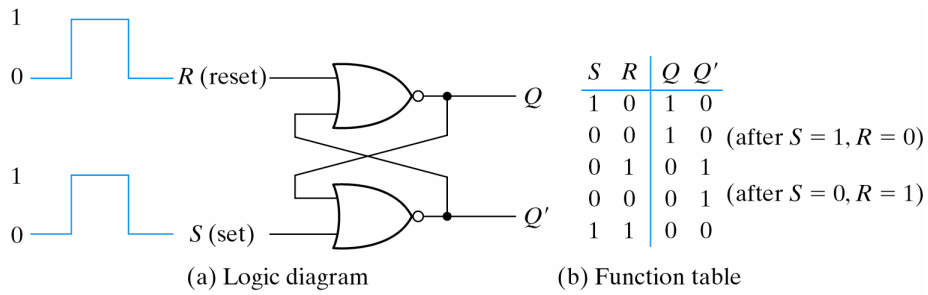 1
0
R (reset)
Q
1
0
S (set)
Q'
(a) Logic diagram
S R Q Q'
1 0 1 0
0 0 1 0 (after S = 1, R = 0)
0 1 0 1
0 0 0 1 (after S = 0, R = 1)
1 1 0 0
(b) Function table